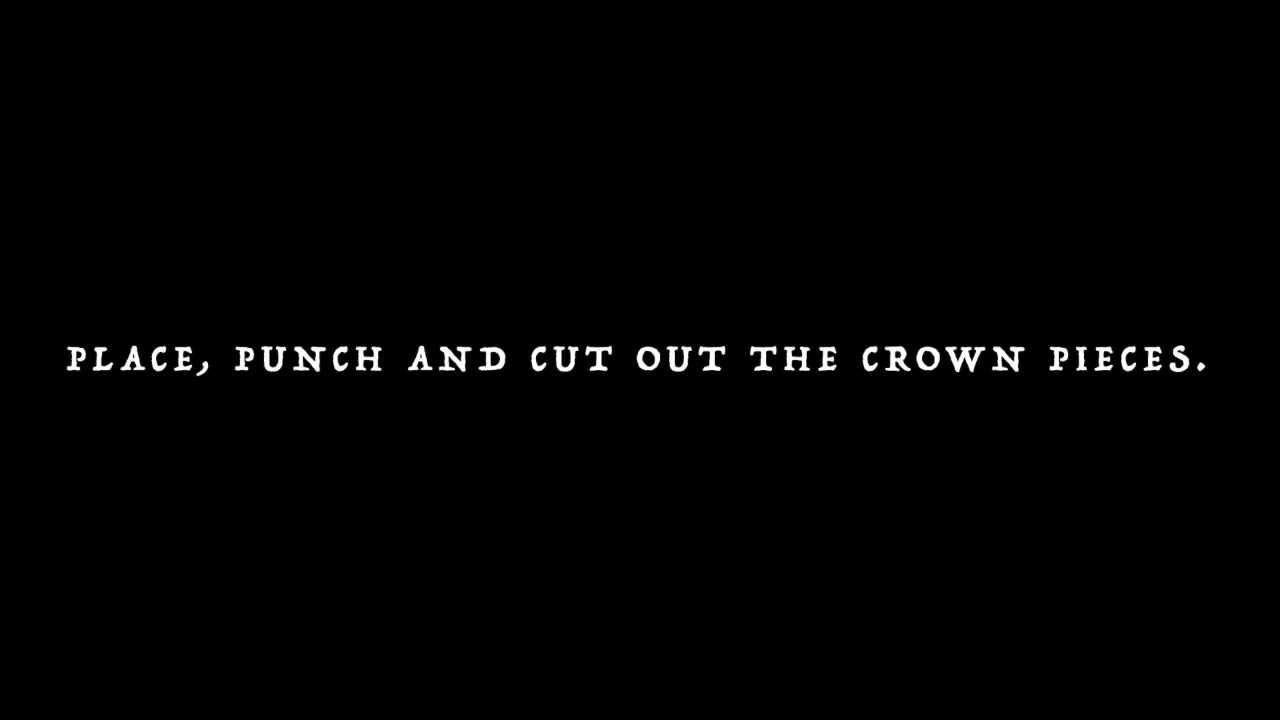 PLACE, PUNCH AND CUT OUT THE CROWN PIECES.